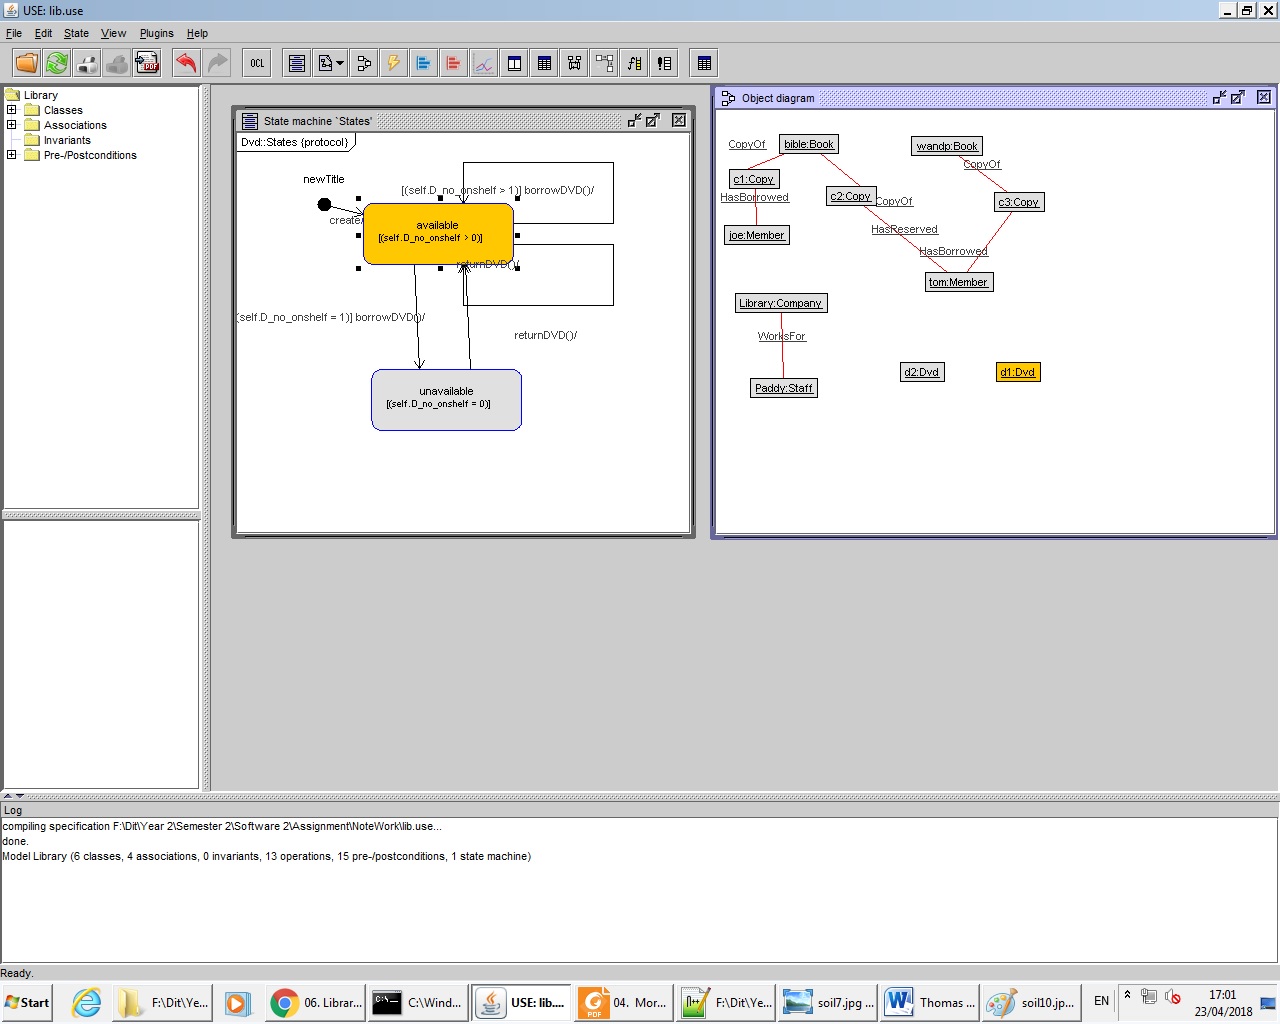 USE: lib.use
File Edit State View Plugins Help
PDF
OCL
Library
Classes
Associations
Invariants
Pre-/Postconditions
State machine `States'
Dvd::States {protocol}
newTitle
create/
[(self.D_no_onshelf > 1)] borrowDVD()/
available
[(self.D_no_onshelf > 0)]
returnDVD()/
(self.D_no_onshelf = 1)] borrowDVD()/
returnDVD()/
unavailable
[(self.D_no_onshelf = 0)]
Object diagram
CopyOf
bible:Book
wandp:Book
CopyOf
c1:Copy
HasBorrowed
c2:Copy
CopyOf
c3:Copy
joe:Member
HasReserved
HasBorrowed
tom:Member
Library:Company
WorksFor
d2:Dvd
d1:Dvd
Paddy:Staff
Log
compiling specification F:\Dit\Year 2\Semester 2\Software 2\Assignment\NoteWork\lib.use...
done.
Model Library (6 classes, 4 associations, 0 invariants, 13 operations, 15 pre-/postconditions, 1 state machine)
Ready.
Start
F:\Dit\Ye...
06. Librar...
C:\Wind...
USE: lib....
04. Mor...
F:\Dit\Ye...
soil7.jpg ...
Thomas ...
soil10.jp...
EN
17:01
23/04/2018